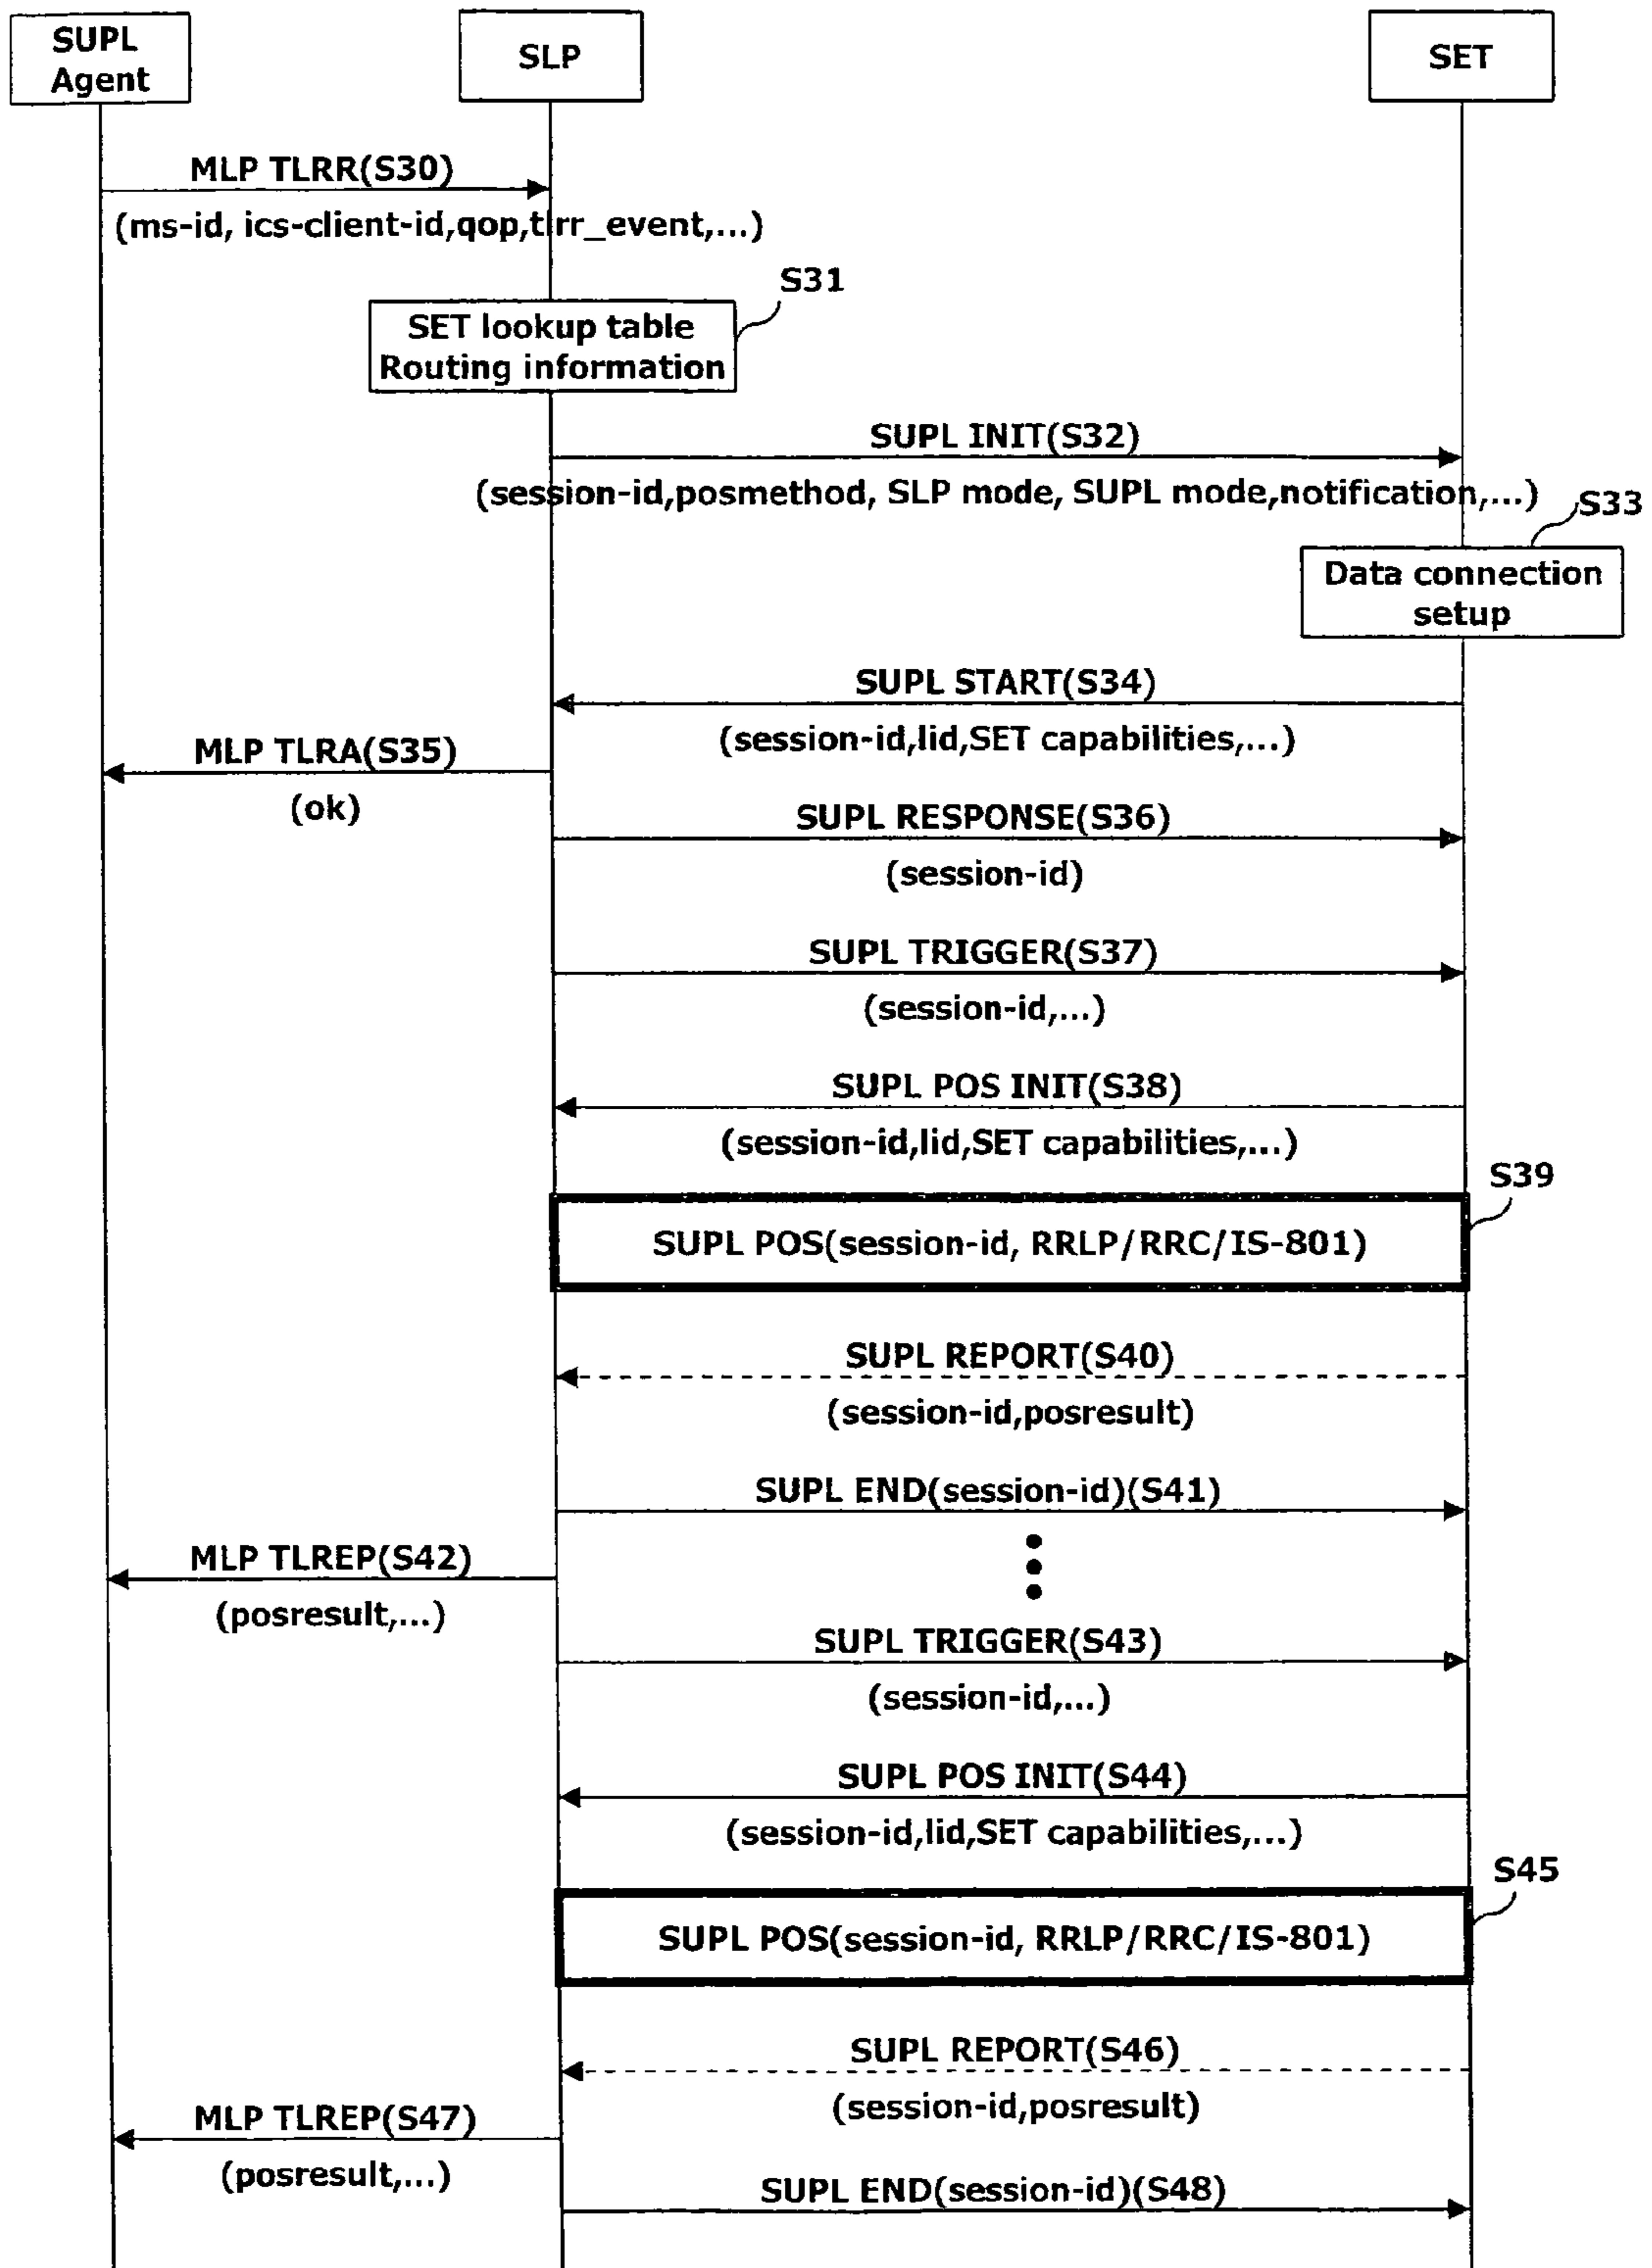 SUPL
Agent
SLP
SET
MLP TLRR(S30)
(ms-id, ics-client-id,qop,tlrr_event,...)
S31
SET lookup table
Routing information
SUPL INIT(S32)
(session-id,posmethod, SLP mode, SUPL mode,notification,...)
S33
Data connection
setup
SUPL START(S34)
(session-id,lid,SET capabilities,...)
MLP TLRA(S35)
(ok)
SUPL RESPONSE(S36)
(session-id)
SUPL TRIGGER(S37)
(session-id,...)
SUPL POS INIT(S38)
(session-id,lid,SET capabilities,...)
S39
SUPL POS(session-id, RRLP/RRC/IS-801)
SUPL REPORT(S40)
(session-id,posresult)
SUPL END(session-id)(S41)
MLP TLREP(S42)
(posresult,...)
SUPL TRIGGER(S43)
(session-id,...)
SUPL POS INIT(S44)
(session-id,lid,SET capabilities,...)
S45
SUPL POS(session-id, RRLP/RRC/IS-801)
SUPL REPORT(S46)
(session-id,posresult)
MLP TLREP(S47)
(posresult,...)
SUPL END(session-id)(S48)